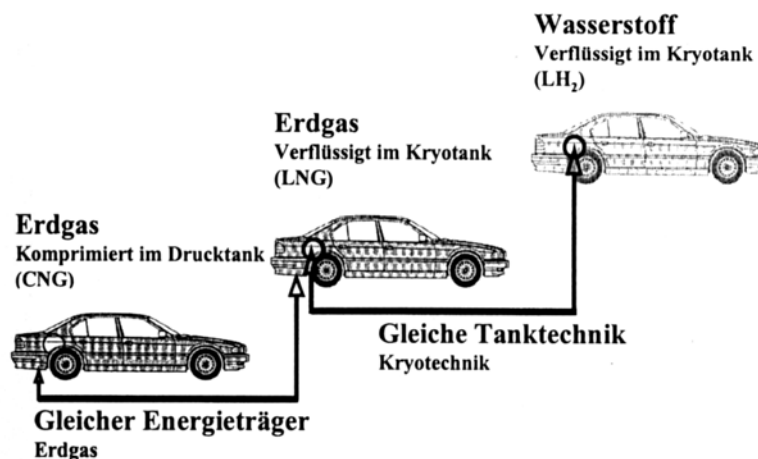 Wasserstoff
Verflüssigt im Kryotank
(LH₂)
Erdgas
Verflüssigt im Kryotank
(LNG)
Erdgas
Komprimiert im Drucktank
(CNG)
Gleiche Tanktechnik
Kryotechnik
Gleicher Energieträger
Erdgas